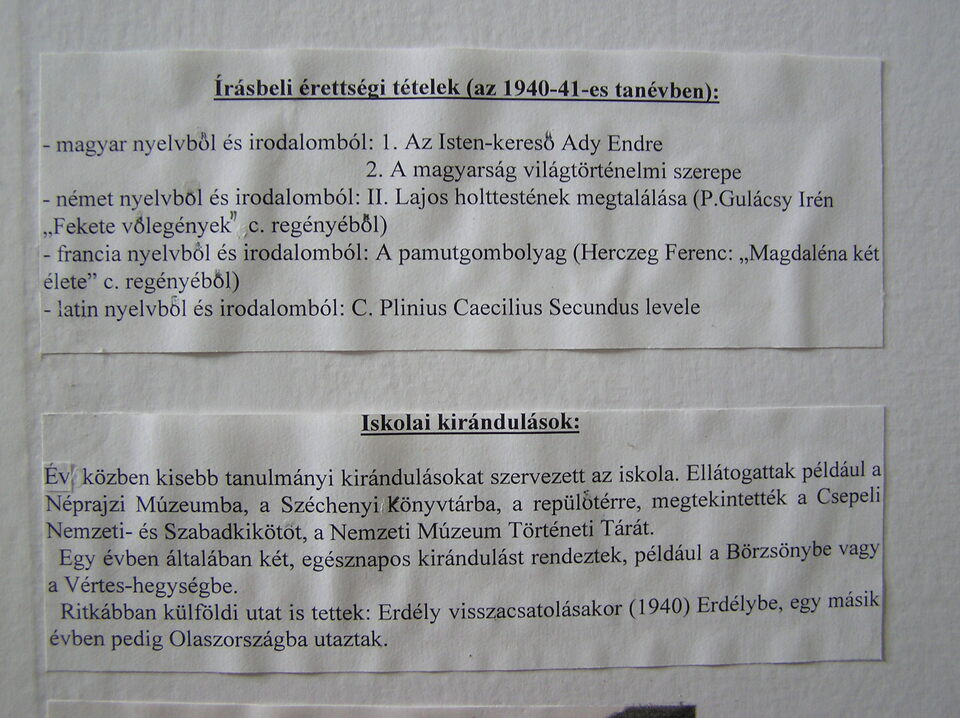 Írásbeli érettségi tételek (az 1940-41-es tanévben):
- magyar nyelvből és irodalomból: 1. Az Isten-kereső Ady Endre
2. A magyarság világtörténelmi szerepe
- német nyelvből és irodalomból: II. Lajos holttestének megtalálása (P.Gulácsy Irén
„Fekete vőlegények” c. regényéből)
- francia nyelvből és irodalomból: A pamutgombolyag (Herczeg Ferenc: „Magdaléna két
élete” c. regényéből)
- latin nyelvből és irodalomból: C. Plinius Caecilius Secundus levele
Iskolai kirándulások:
Év közben kisebb tanulmányi kirándulásokat szervezett az iskola. Ellátogattak például a
Néprajzi Múzeumba, a Széchenyi Könyvtárba, a repülőtérre, megtekintették a Csepeli
Nemzeti- és Szabadkikötőt, a Nemzeti Múzeum Történeti Tárát.
Egy évben általában két, egésznapos kirándulást rendeztek, például a Börzsönybe vagy
a Vértes-hegységbe.
Ritkábban külföldi utat is tettek: Erdély visszacsatolásakor (1940) Erdélybe, egy másik
évben pedig Olaszországba utaztak.